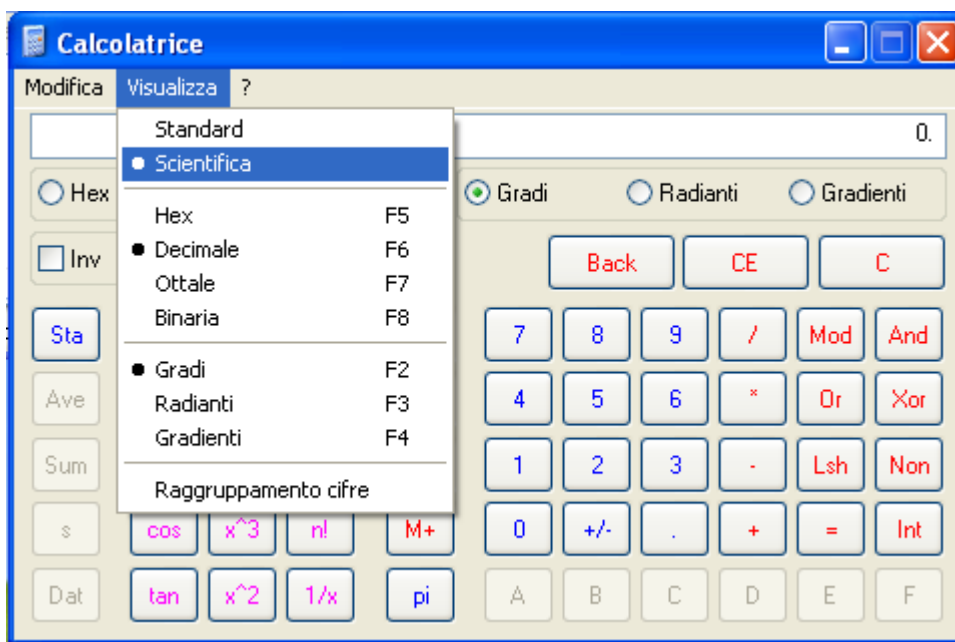 Calcolatrice
Modifica Visualizza ?
0.
Standard
Scientifica
Hex F5
Decimale F6
Ottale F7
Binaria F8
Gradi F2
Radianti F3
Gradienti F4
Raggruppamento cifre
Hex Gradi Radianti Gradienti
Inv Back CE C
Sta 7 8 9 / Mod And
Ave 4 5 6 * Or Xor
Sum 1 2 3 - Lsh Non
s cos x^3 n! M+ 0 +/- . + = Int
Dat tan x^2 1/x pi A B C D E F